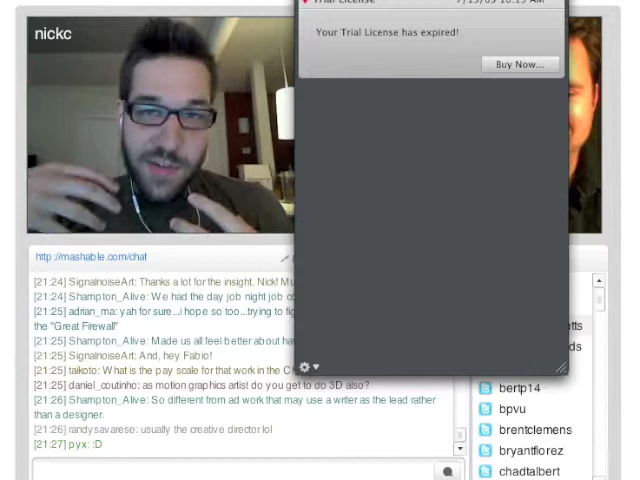 Trial License
nickc
Your Trial License has expired!
Buy Now...
http://mashable.com/chat
[21:24] SignalnoiseArt: Thanks a lot for the insight, Nick!
[21:24] Shampton_Alive: We had the day job night job
[21:25] adrian_ma: yah for sure...i hope so too...trying to
the "Great Firewall"
[21:25] Shampton_Alive: Made us all feel better about
[21:25] SignalnoiseArt: And, hey Fabio!
[21:26] taikoto: What is the pay scale for that work in the
[21:25] daniel_coutinho: as motion graphics artist do you get to do 3D also?
[21:26] Shampton_Alive: So different from ad work that may use a writer as the lead rather
than a designer.
[21:26] randysavarese: usually the creative director lol
[21:27] pyx: :D
bertp14
bpvu
brentclemens
bryantflorez
chadtalbert